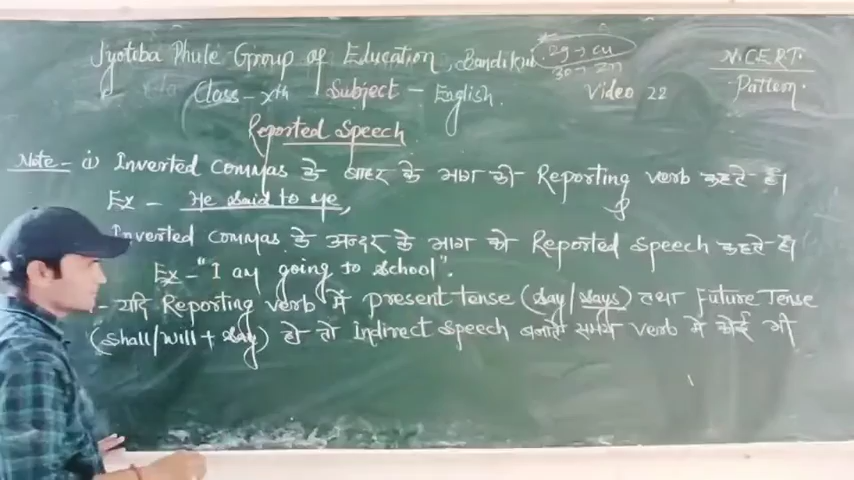 Jyotiba Phule Group of Education, Bandikui.
Class - Xth Subject - English.
Video 22
N.C.E.R.T.
Pattern.
Reported Speech
Note - (i) Inverted Commas के बाहर के भाग को Reporting verb कहते है।
Ex - He said to me,
Inverted commas के अन्दर के भाग को Reported speech कहते है।
Ex - "I am going to School".
- यदि Reporting verb में Present tense (Say/Says) तथा Future Tense
(Shall/Will + Say) हो तो Indirect Speech बनाते समय verb में कोई भी